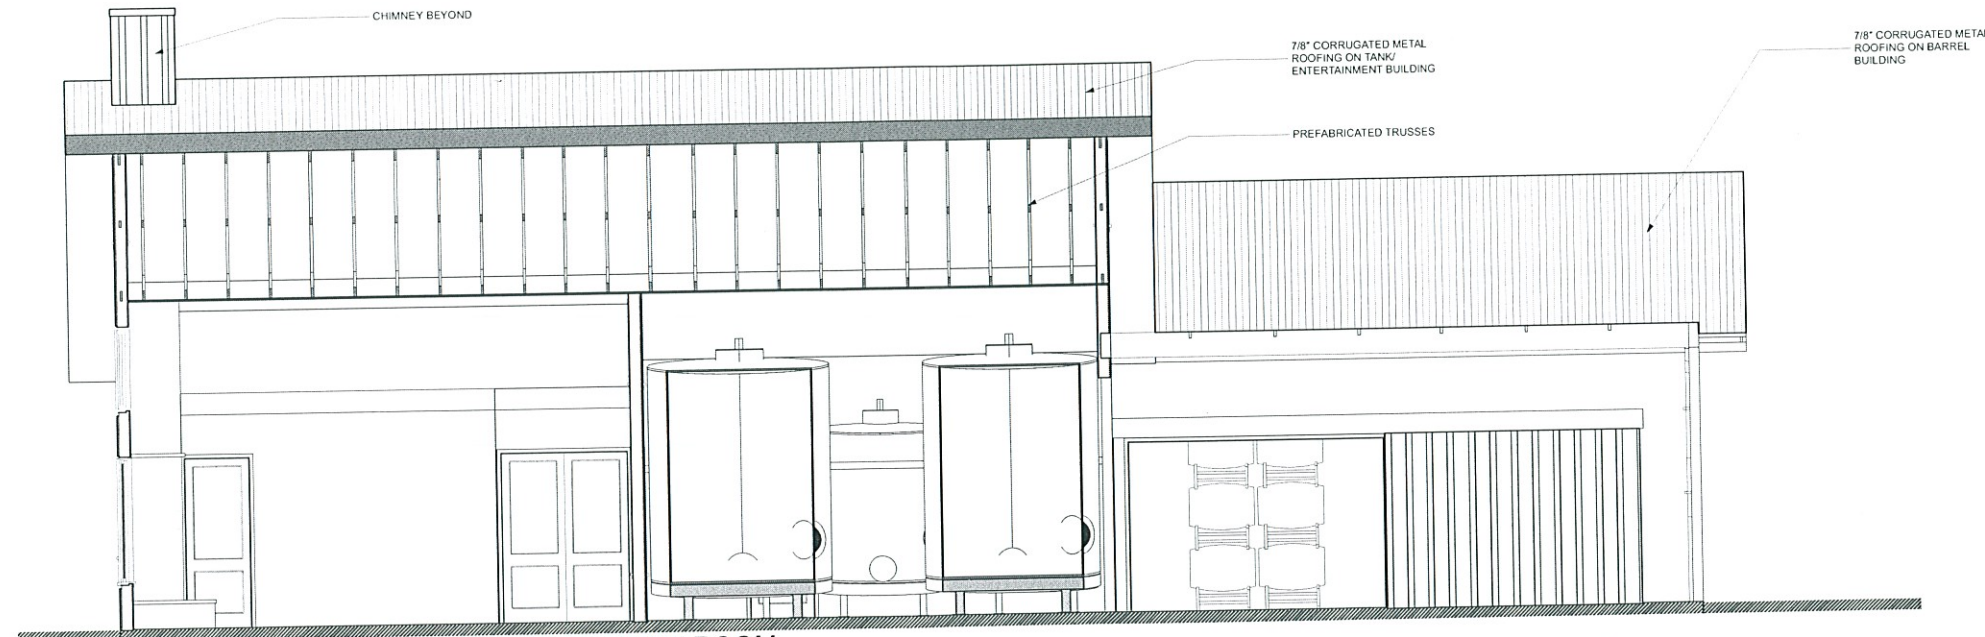 CHIMNEY BEYOND
7/8" CORRUGATED METAL
ROOFING ON TANK/
ENTERTAINMENT BUILDING
7/8" CORRUGATED META
ROOFING ON BARREL
BUILDING
PREFABRICATED TRUSSES